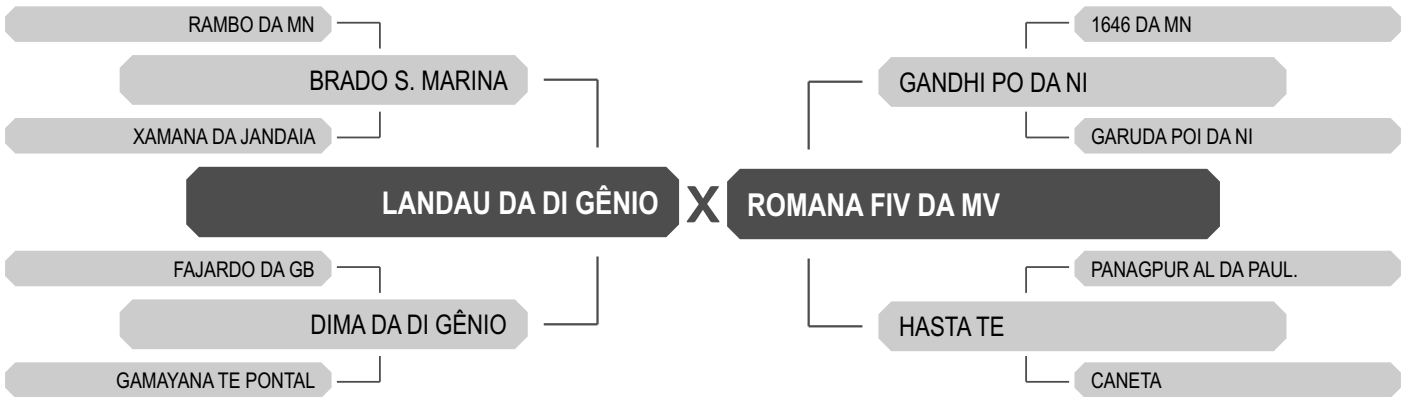 RAMBO DA MN
1646 DA MN
BRADO S. MARINA
GANDHI PO DA NI
XAMANA DA JANDAIA
GARUDA POI DA NI
LANDAU DA DI GÊNIO X ROMANA FIV DA MV
FAJARDO DA GB
PANAGPUR AL DA PAUL.
DIMA DA DI GÊNIO
HASTA TE
GAMAYANA TE PONTAL
CANETA